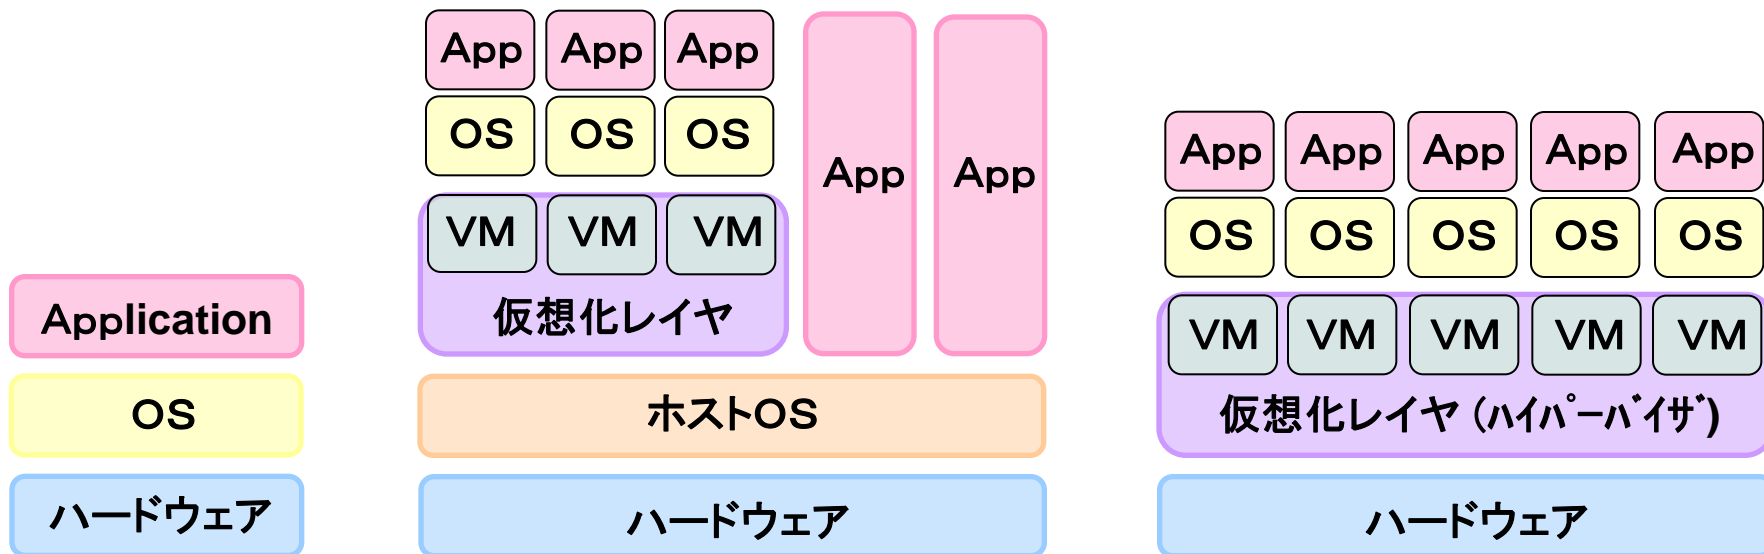 Application
OS
ハードウェア
App App App
OS OS OS
VM VM VM
仮想化レイヤ
App App
ホストOS
ハードウェア
App App App App App
OS OS OS OS OS
VM VM VM VM VM
仮想化レイヤ (ﾊｲﾊﾟｰﾊﾞｲｻﾞ)
ハードウェア